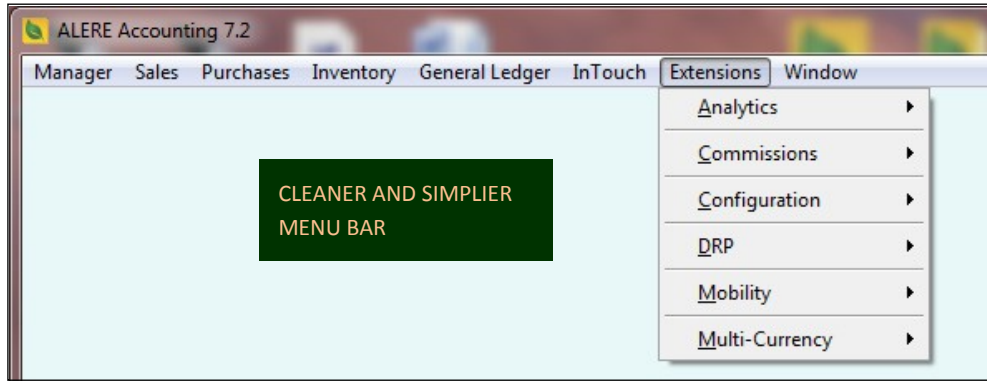 ALERE Accounting 7.2
Manager Sales Purchases Inventory General Ledger InTouch Extensions Window
Analytics
Commissions
Configuration
DRP
Mobility
Multi-Currency
CLEANER AND SIMPLIER
MENU BAR